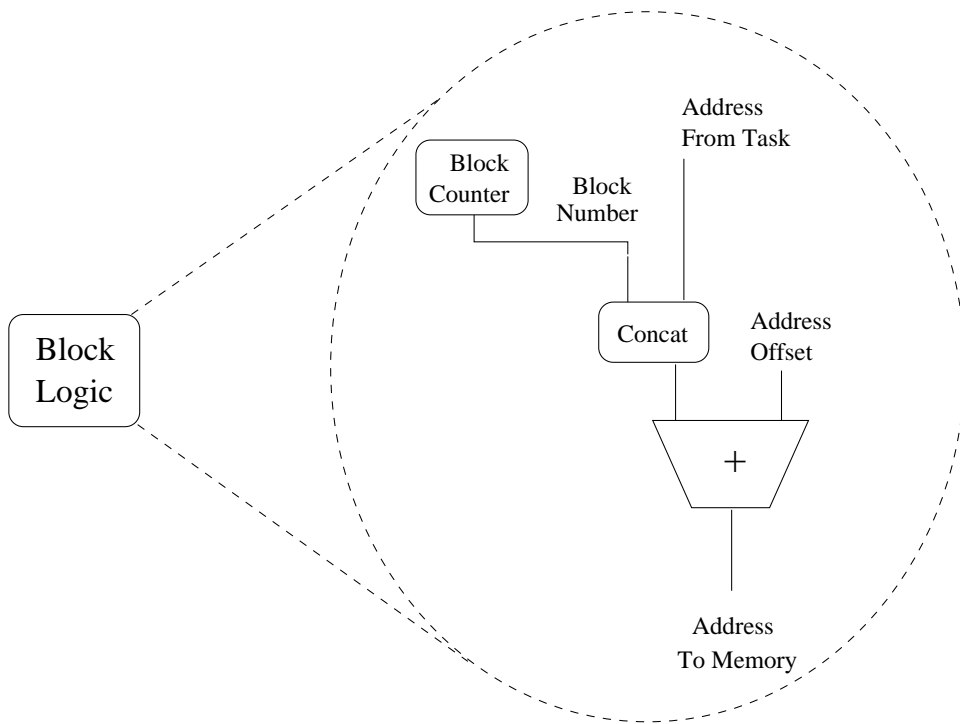 Address
From Task
Block
Counter
Block
Number
Concat
Address
Offset
Block
Logic
+
Address
To Memory